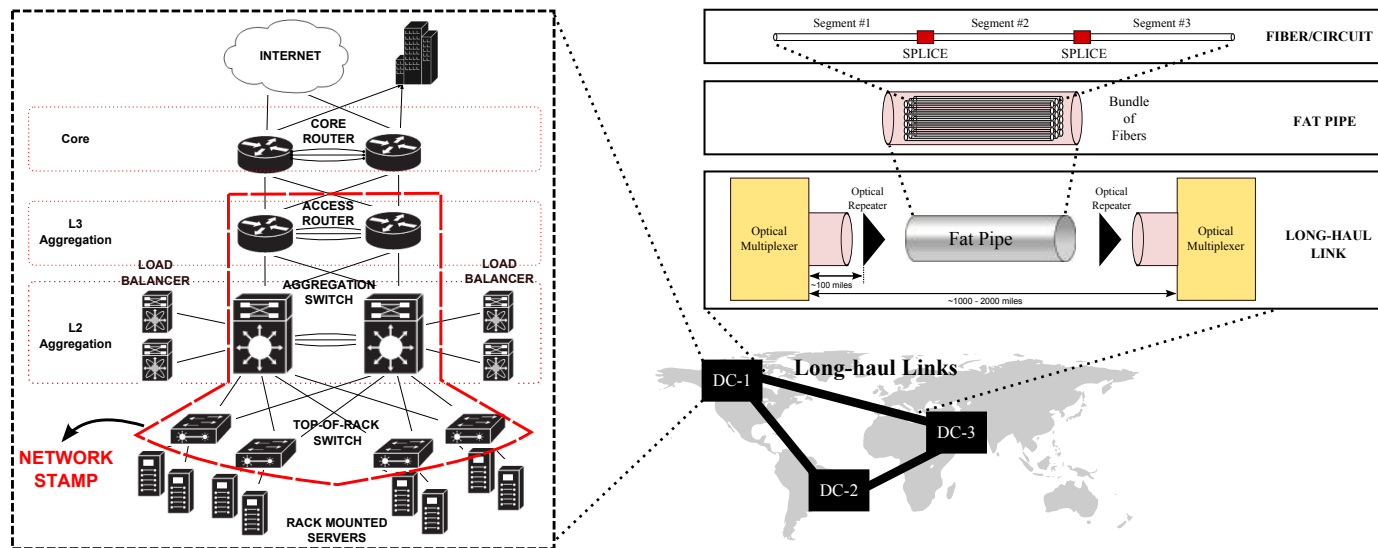 INTERNET
Core
CORE
ROUTER
L3
Aggregation
ACCESS
ROUTER
LOAD
BALANCER
LOAD
BALANCER
AGGREGATION
SWITCH
L2
Aggregation
TOP-OF-RACK
SWITCH
NETWORK
STAMP
RACK MOUNTED
SERVERS
Segment #1
Segment #2
Segment #3
SPLICE
SPLICE
FIBER/CIRCUIT
Bundle
of
Fibers
FAT PIPE
Optical
Multiplexer
Optical
Repeater
Fat Pipe
Optical
Repeater
Optical
Multiplexer
LONG-HAUL
LINK
~100 miles
~1000 - 2000 miles
Long-haul Links
DC-1
DC-3
DC-2